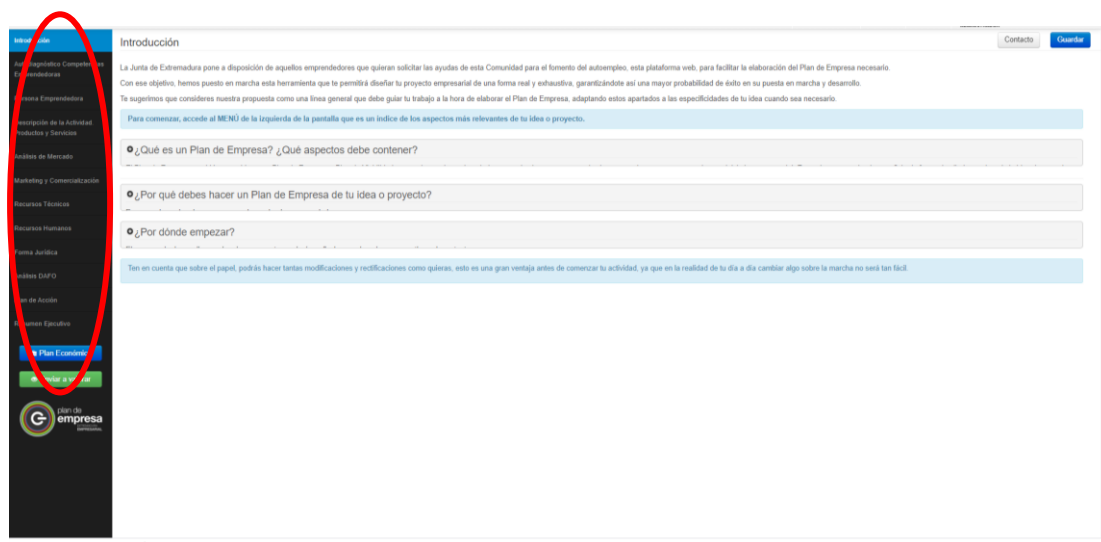 Introducción
Autodiagnóstico Competencias
Emprendedoras
Persona Emprendedora
Descripción de la Actividad.
Productos y Servicios
Análisis de Mercado
Marketing y Comercialización
Recursos Técnicos
Recursos Humanos
Forma Jurídica
Análisis DAFO
Plan de Acción
Resumen Ejecutivo
Plan Económico
Enviar a validar
plan de
empresa
Introducción
Contacto
Guardar
La Junta de Extremadura pone a disposición de aquellos emprendedores que quieran solicitar las ayudas de esta Comunidad para el fomento del autoempleo, esta plataforma web, para facilitar la elaboración del Plan de Empresa necesario.
Con ese objetivo, hemos puesto en marcha esta herramienta que te permitirá diseñar tu proyecto empresarial de una forma real y exhaustiva, garantizándote así una mayor probabilidad de éxito en su puesta en marcha y desarrollo.
Te sugerimos que consideres nuestra propuesta como una línea general que debe guiar tu trabajo a la hora de elaborar el Plan de Empresa, adaptando estos apartados a las especificidades de tu idea cuando sea necesario.
Para comenzar, accede al MENÚ de la izquierda de la pantalla que es un índice de los aspectos más relevantes de tu idea o proyecto.
¿Qué es un Plan de Empresa? ¿Qué aspectos debe contener?
¿Por qué debes hacer un Plan de Empresa de tu idea o proyecto?
¿Por dónde empezar?
Ten en cuenta que sobre el papel, podrás hacer tantas modificaciones y rectificaciones como quieras, esto es una gran ventaja antes de comenzar tu actividad, ya que en la realidad de tu día a día cambiar algo sobre la marcha no será tan fácil.